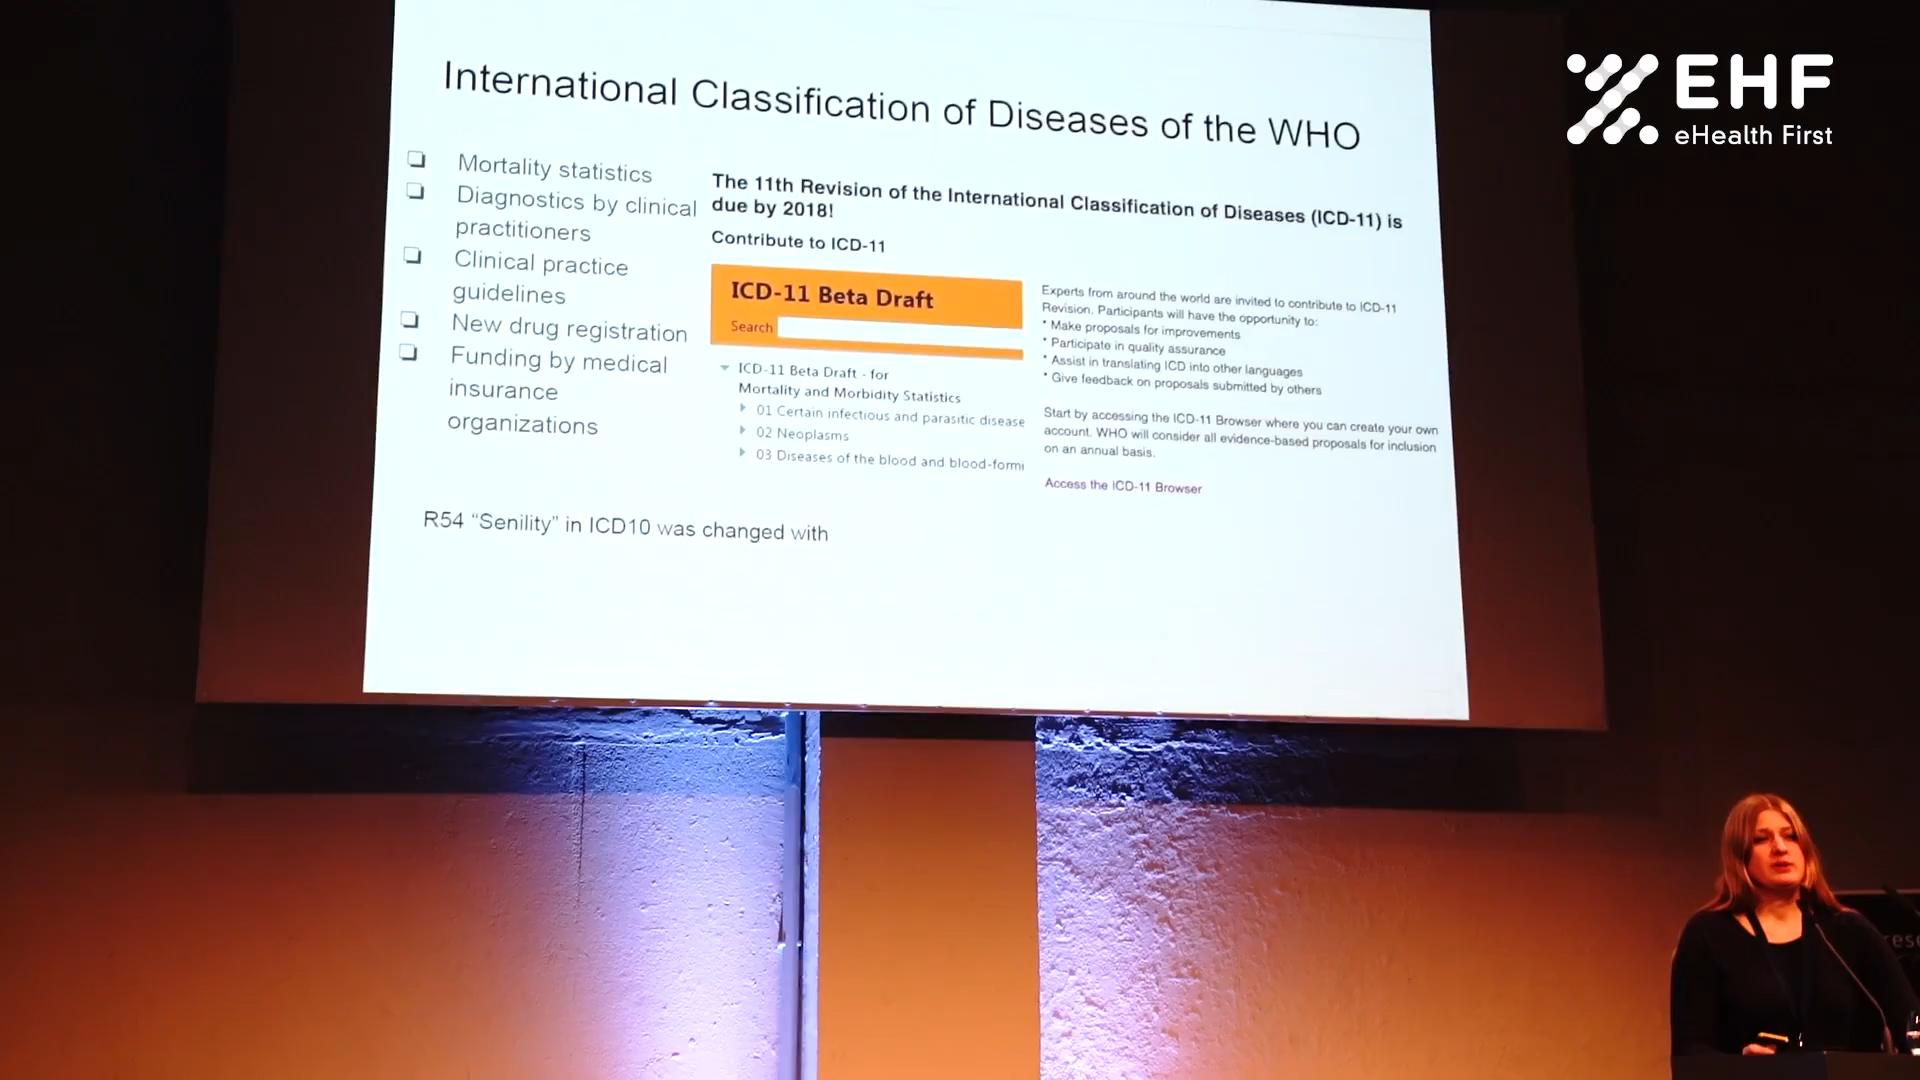 International Classification of Diseases of the WHO
Mortality statistics
Diagnostics by clinical
practitioners
Clinical practice
guidelines
New drug registration
Funding by medical
insurance
organizations
The 11th Revision of the International Classification of Diseases (ICD-11) is
due by 2018!
Contribute to ICD-11
ICD-11 Beta Draft
Search
ICD-11 Beta Draft - for
Mortality and Morbidity Statistics
01 Certain infectious and parasitic disease
02 Neoplasms
03 Diseases of the blood and blood-formi
Experts from around the world are invited to contribute to ICD-11
Revision. Participants will have the opportunity to:
* Make proposals for improvements
* Participate in quality assurance
* Assist in translating ICD into other languages
* Give feedback on proposals submitted by others
Start by accessing the ICD-11 Browser where you can create your own
account. WHO will consider all evidence-based proposals for inclusion
on an annual basis.
Access the ICD-11 Browser
R54 “Senility” in ICD10 was changed with
EHF
eHealth First